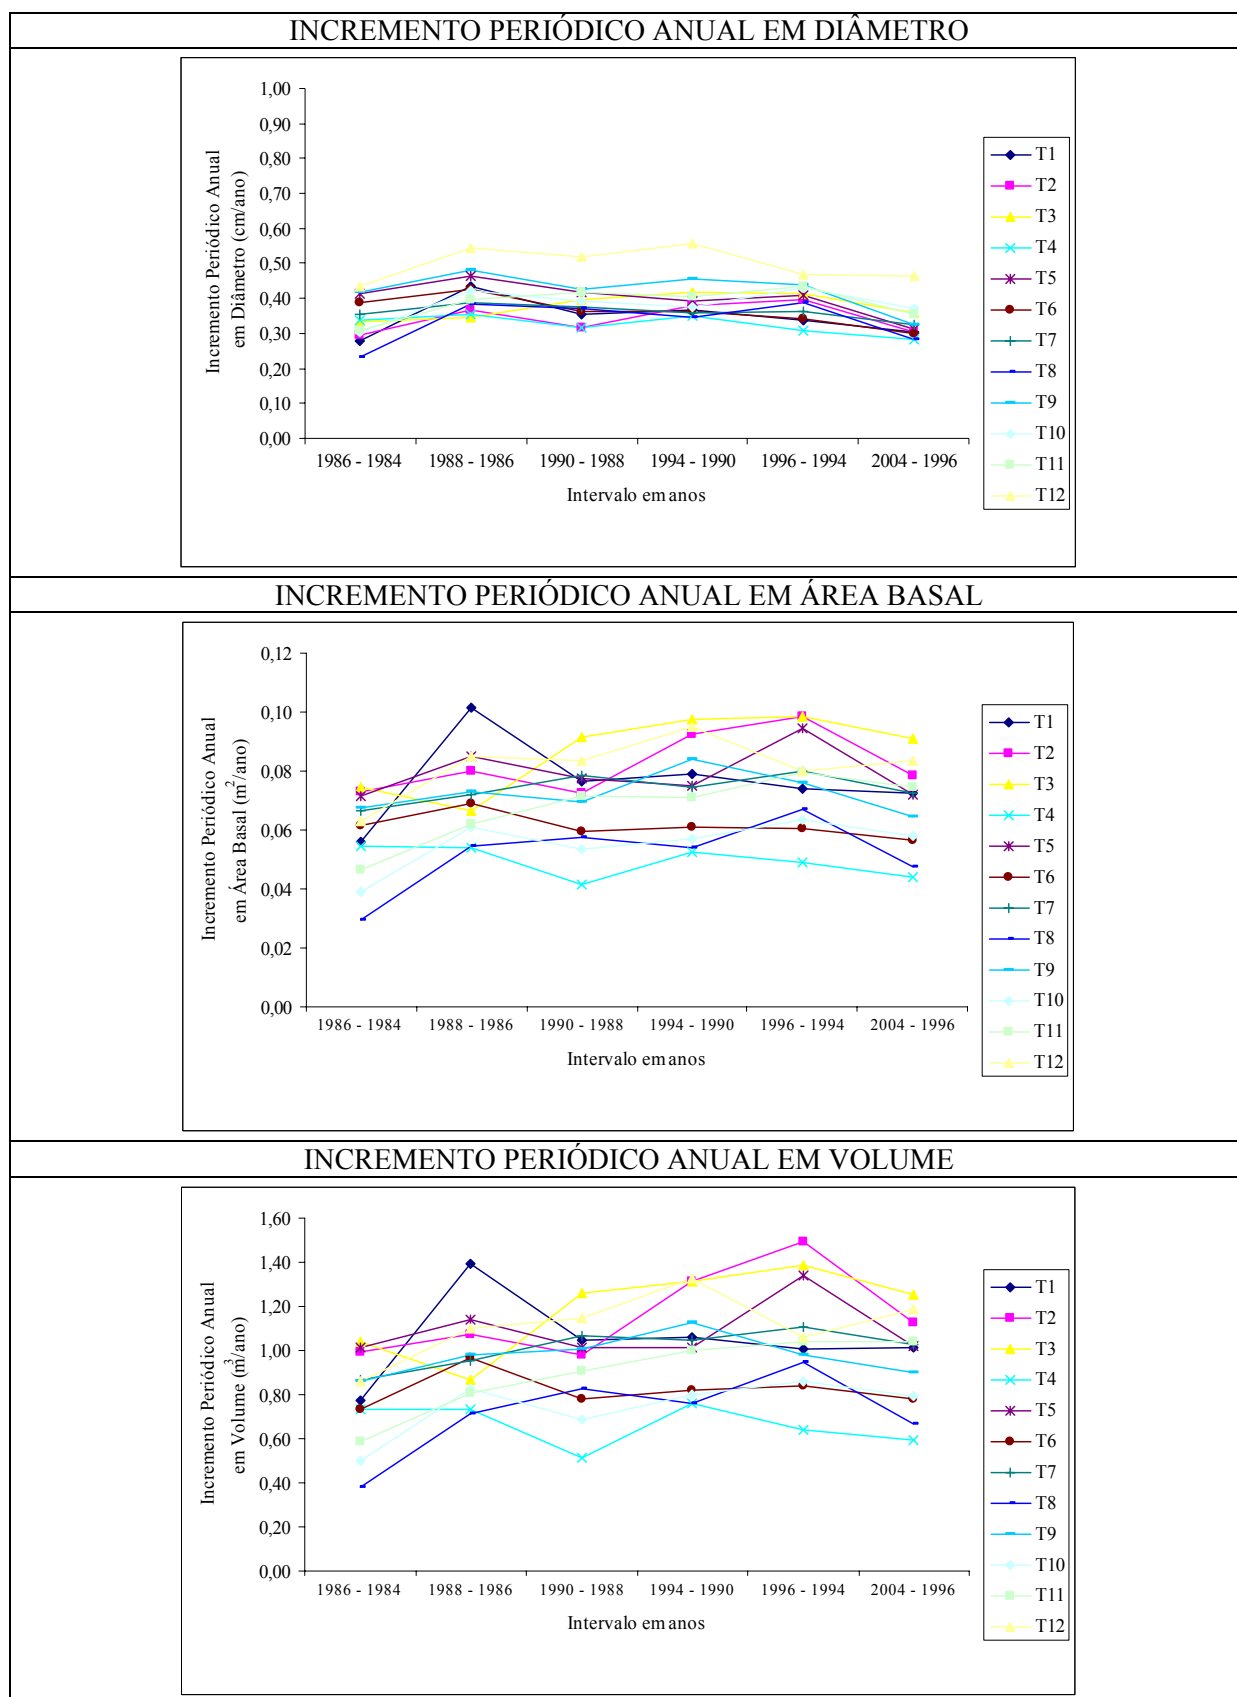 INCREMENTO PERIÓDICO ANUAL EM DIÂMETRO
Incremento Periódico Anual
em Diâmetro (cm/ano)
1,00
0,90
0,80
0,70
0,60
0,50
0,40
0,30
0,20
0,10
0,00
1986 - 1984 1988 - 1986 1990 - 1988 1994 - 1990 1996 - 1994 2004 - 1996
Intervalo em anos
T1
T2
T3
T4
T5
T6
T7
T8
T9
T10
T11
T12
INCREMENTO PERIÓDICO ANUAL EM ÁREA BASAL
Incremento Periódico Anual
em Área Basal (m²/ano)
0,12
0,10
0,08
0,06
0,04
0,02
0,00
1986 - 1984 1988 - 1986 1990 - 1988 1994 - 1990 1996 - 1994 2004 - 1996
Intervalo em anos
T1
T2
T3
T4
T5
T6
T7
T8
T9
T10
T11
T12
INCREMENTO PERIÓDICO ANUAL EM VOLUME
Incremento Periódico Anual
em Volume (m³/ano)
1,60
1,40
1,20
1,00
0,80
0,60
0,40
0,20
0,00
1986 - 1984 1988 - 1986 1990 - 1988 1994 - 1990 1996 - 1994 2004 - 1996
Intervalo em anos
T1
T2
T3
T4
T5
T6
T7
T8
T9
T10
T11
T12